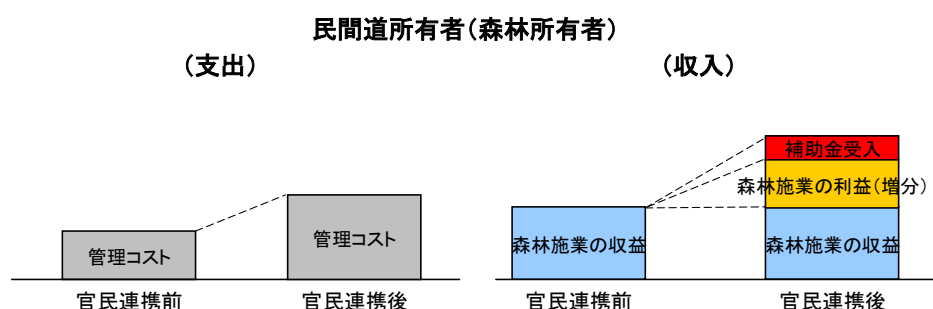 民間道所有者（森林所有者）
（支出）
（収入）
管理コスト
管理コスト
官民連携前
官民連携後
補助金受入
森林施業の利益（増分）
森林施業の収益
森林施業の収益
官民連携前
官民連携後